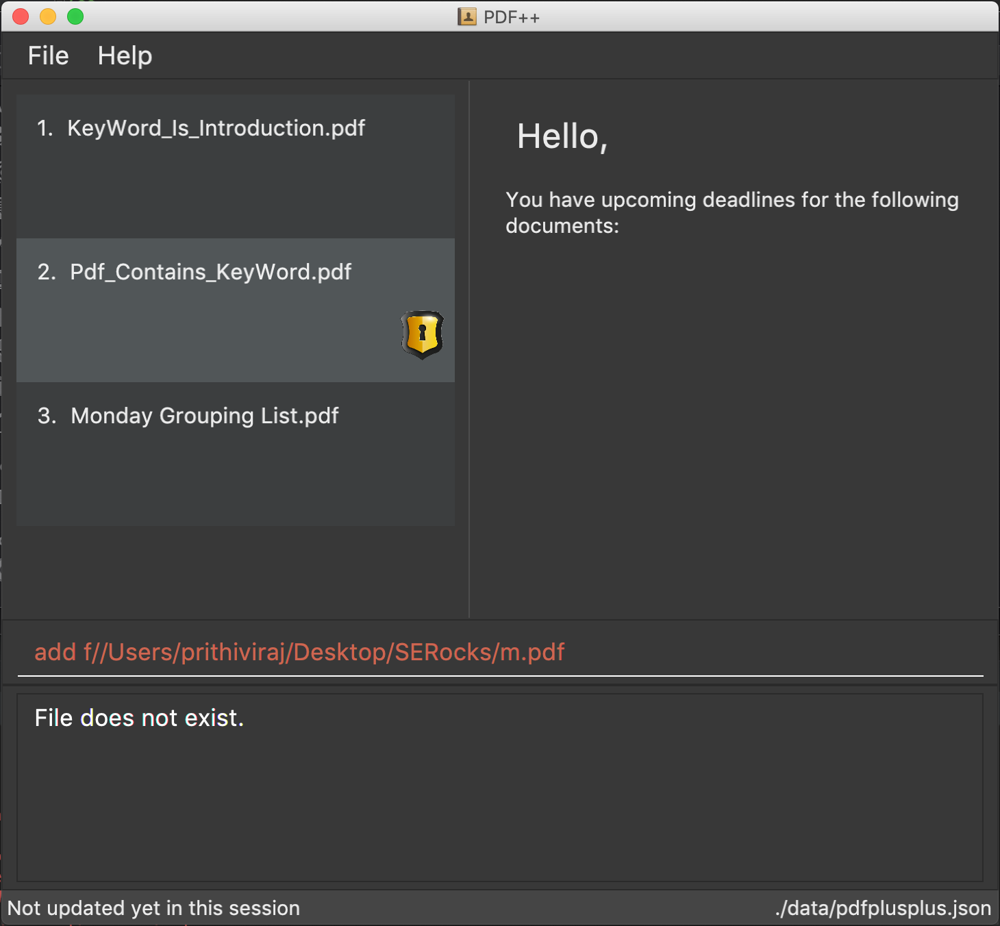 PDF++
File Help
1. KeyWord_Is_Introduction.pdf
2. Pdf_Contains_KeyWord.pdf
3. Monday Grouping List.pdf
Hello,
You have upcoming deadlines for the following
documents:
add f//Users/prithiviraj/Desktop/SERocks/m.pdf
File does not exist.
Not updated yet in this session
./data/pdfplusplus.json